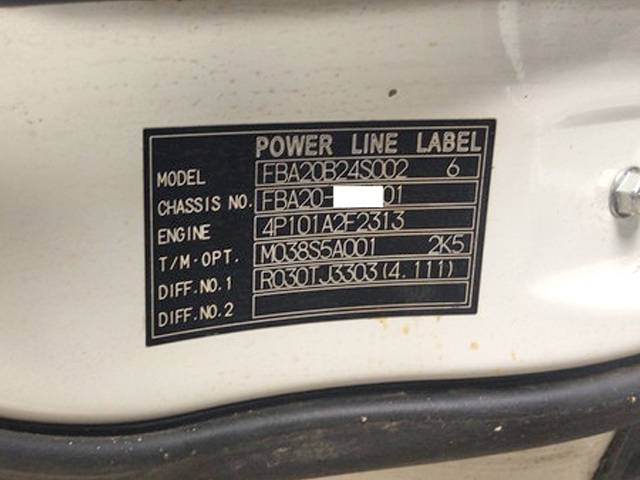 POWER LINE LABEL
MODEL FBA20B24S002 6
CHASSIS NO. FBA20- 01
ENGINE 4P101A2F2313
T/M·OPT. M038S5A001 2K5
DIFF.NO.1 R030TJ3303(4.111)
DIFF.NO.2